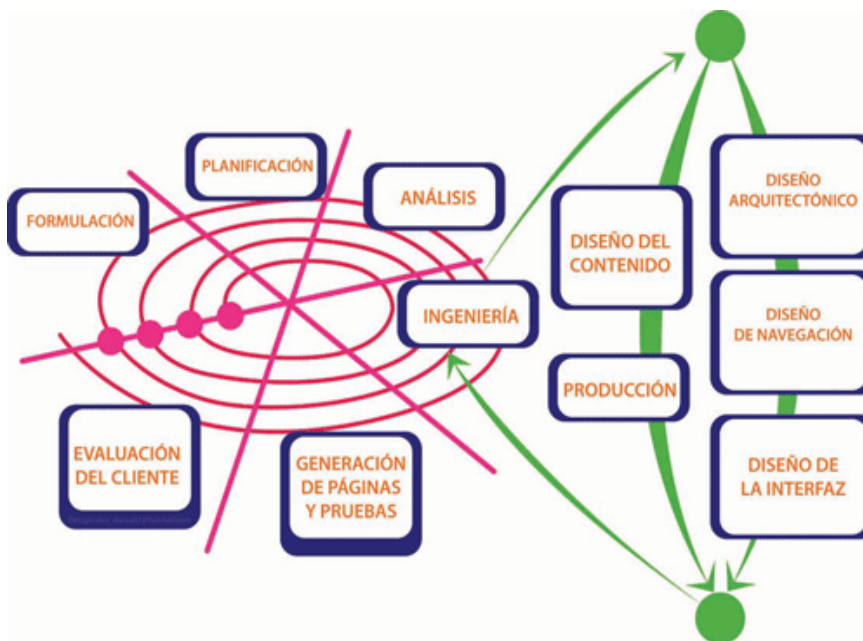 PLANIFICACIÓN
FORMULACIÓN
ANÁLISIS
INGENIERÍA
EVALUACIÓN
DEL CLIENTE
GENERACIÓN
DE PÁGINAS
Y PRUEBAS
DISEÑO DEL
CONTENIDO
PRODUCCIÓN
DISEÑO
ARQUITECTÓNICO
DISEÑO
DE NAVEGACIÓN
DISEÑO DE
LA INTERFAZ